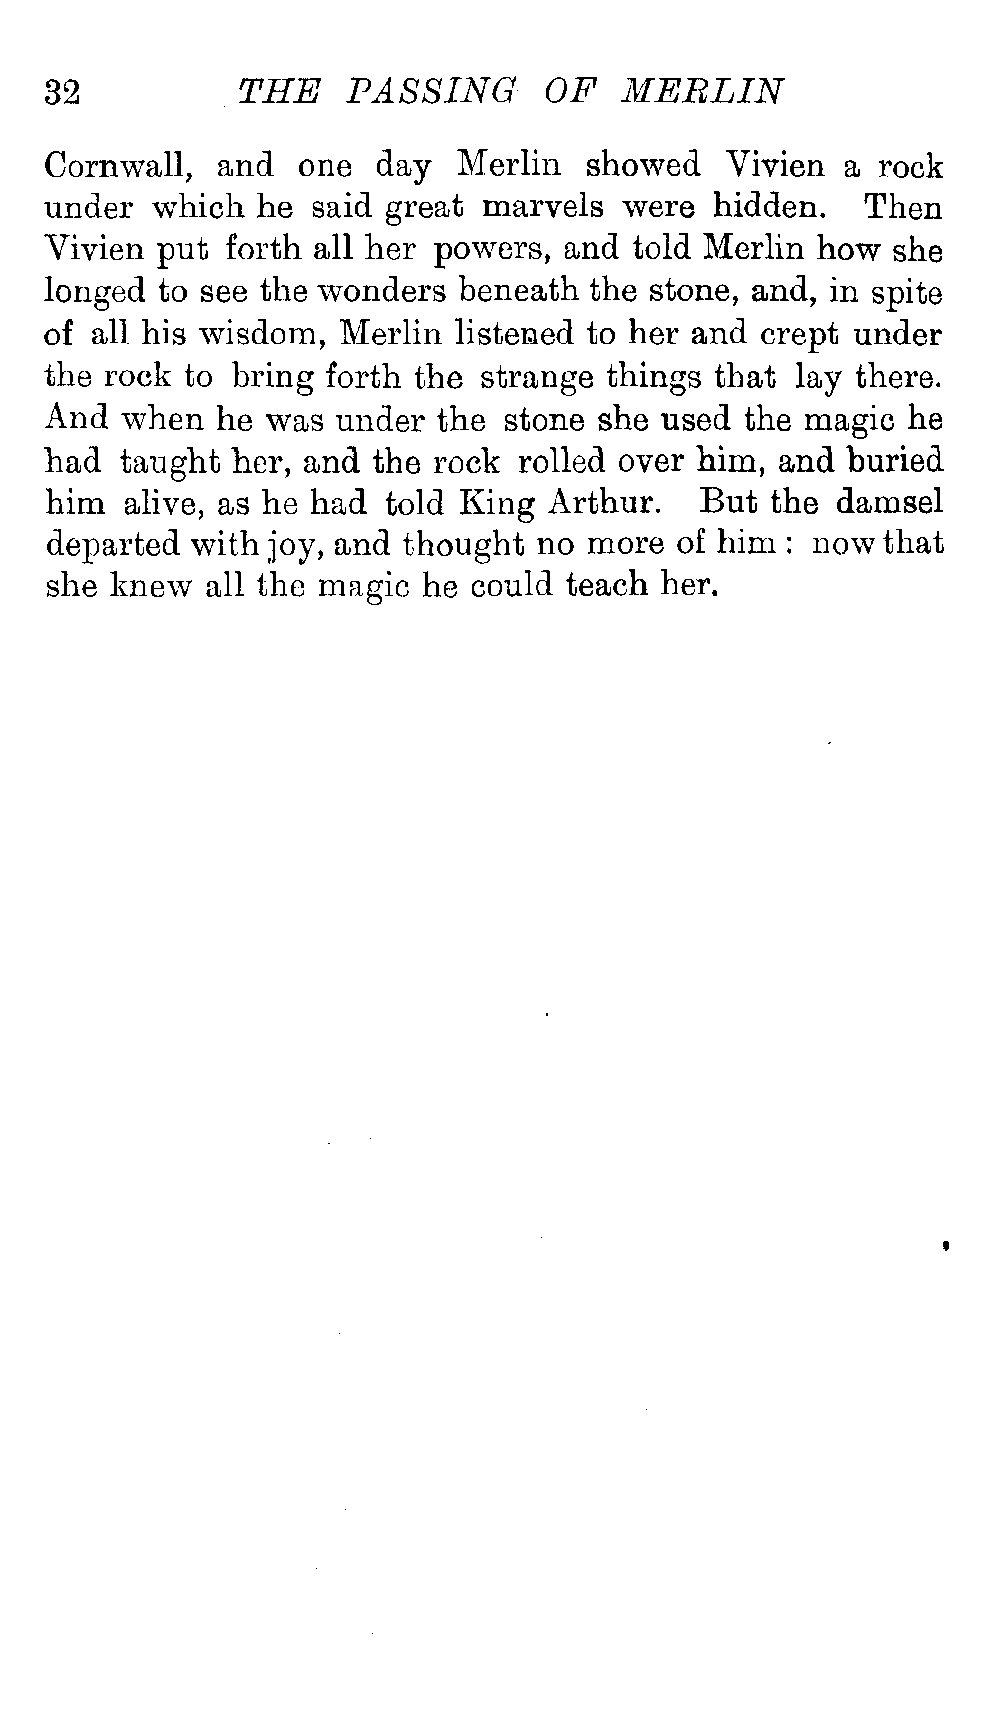 32 THE PASSING OF MERLIN
Cornwall, and one day Merlin showed Vivien a rock
under which he said great marvels were hidden. Then
Vivien put forth all her powers, and told Merlin how she
longed to see the wonders beneath the stone, and, in spite
of all his wisdom, Merlin listened to her and crept under
the rock to bring forth the strange things that lay there.
And when he was under the stone she used the magic he
had taught her, and the rock rolled over him, and buried
him alive, as he had told King Arthur. But the damsel
departed with joy, and thought no more of him : now that
she knew all the magic he could teach her.